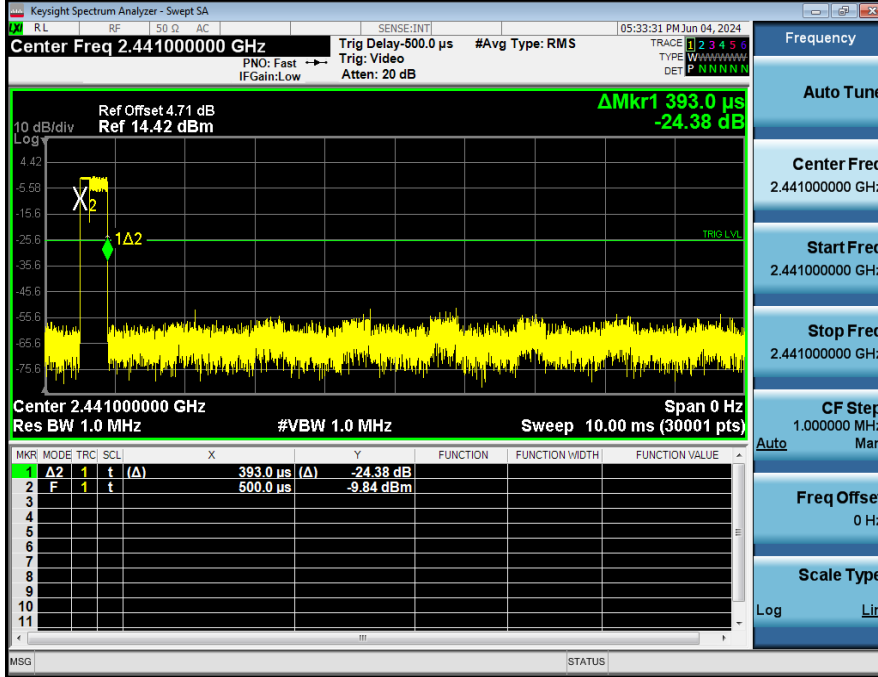 Keysight Spectrum Analyzer - Swept SA
LXI RL RF 50 Ω AC SENSE:INT 05:33:31 PM Jun 04, 2024
Center Freq 2.441000000 GHz
PNO: Fast
IFGain:Low
Trig Delay-500.0 µs
Trig: Video
Atten: 20 dB
#Avg Type: RMS
TRACE 1 2 3 4 5 6
TYPE W
DET P N N N N N
ΔMkr1 393.0 µs
-24.38 dB
Ref Offset 4.71 dB
10 dB/div Ref 14.42 dBm
Log
4.42
-5.58
-15.6
-25.6
-35.6
-45.6
-55.6
-65.6
-75.6
X2
1Δ2
TRIG LVL
Center 2.441000000 GHz Span 0 Hz
Res BW 1.0 MHz #VBW 1.0 MHz Sweep 10.00 ms (30001 pts)
MKR MODE TRC SCL X Y FUNCTION FUNCTION WIDTH FUNCTION VALUE
1 Δ2 1 t (Δ) 393.0 µs (Δ) -24.38 dB
2 F 1 t 500.0 µs -9.84 dBm
3
4
5
6
7
8
9
10
11
MSG STATUS
Frequency
Auto Tune
Center Freq
2.441000000 GHz
Start Freq
2.441000000 GHz
Stop Freq
2.441000000 GHz
CF Step
1.000000 MHz
Auto Man
Freq Offset
0 Hz
Scale Type
Log Lin